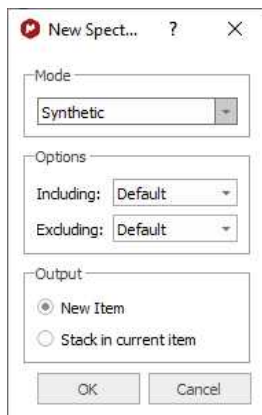 New Spect... ?
Mode
Synthetic
Options
Including: Default
Excluding: Default
Output
New Item
Stack in current item
OK Cancel